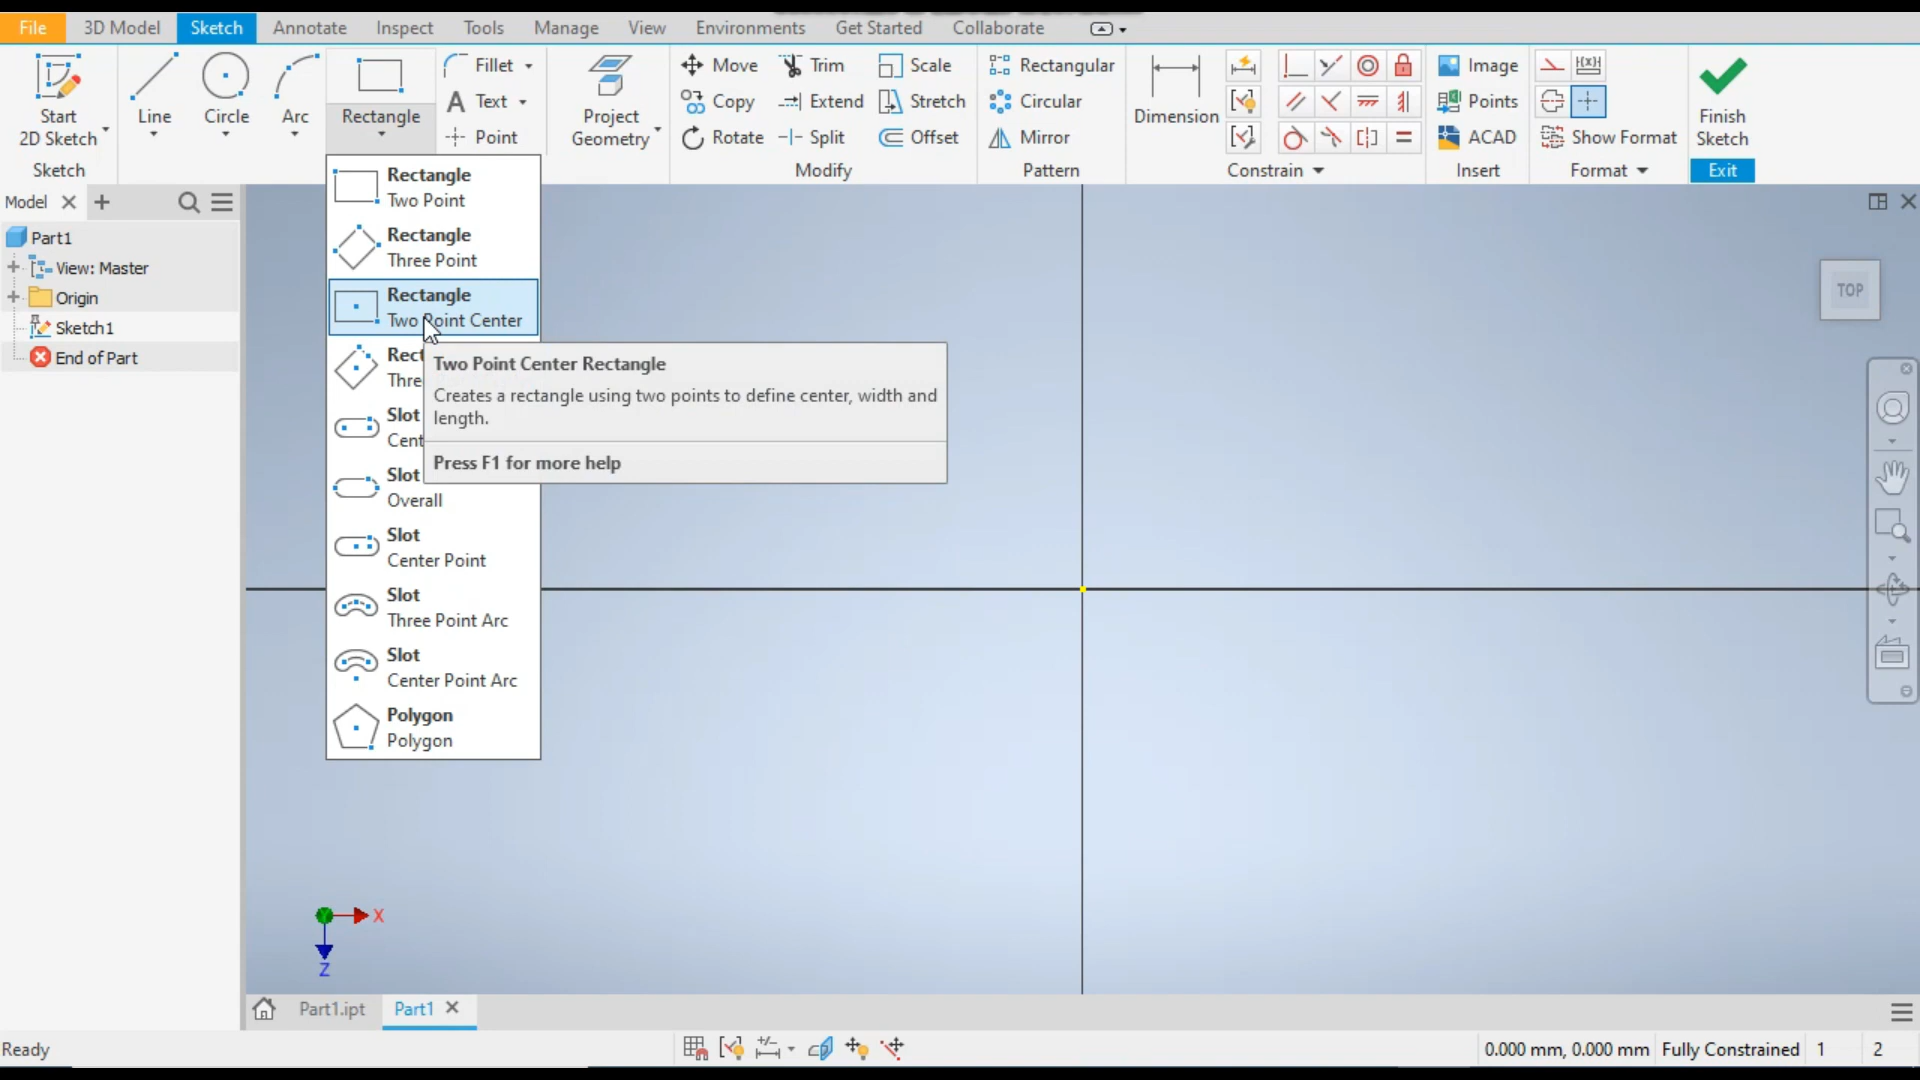 File 3D Model Sketch Annotate Inspect Tools Manage View Environments Get Started Collaborate
Start
2D Sketch
Line
Circle
Arc
Rectangle
Fillet
Text
Point
Project
Geometry
Move
Copy
Rotate
Trim
Extend
Split
Scale
Stretch
Offset
Rectangular
Circular
Mirror
Dimension
Image
Points
ACAD
Show Format
Finish
Sketch
Sketch
Modify
Pattern
Constrain
Insert
Format
Exit
Model
Part1
View: Master
Origin
Sketch1
End of Part
Rectangle
Two Point
Rectangle
Three Point
Rectangle
Two Point Center
Rect
Thre
Slot
Cent
Slot
Overall
Slot
Center Point
Slot
Three Point Arc
Slot
Center Point Arc
Polygon
Polygon
Two Point Center Rectangle
Creates a rectangle using two points to define center, width and
length.
Press F1 for more help
TOP
X
Z
Part1.ipt Part1
Ready
0.000 mm, 0.000 mm Fully Constrained 1 2